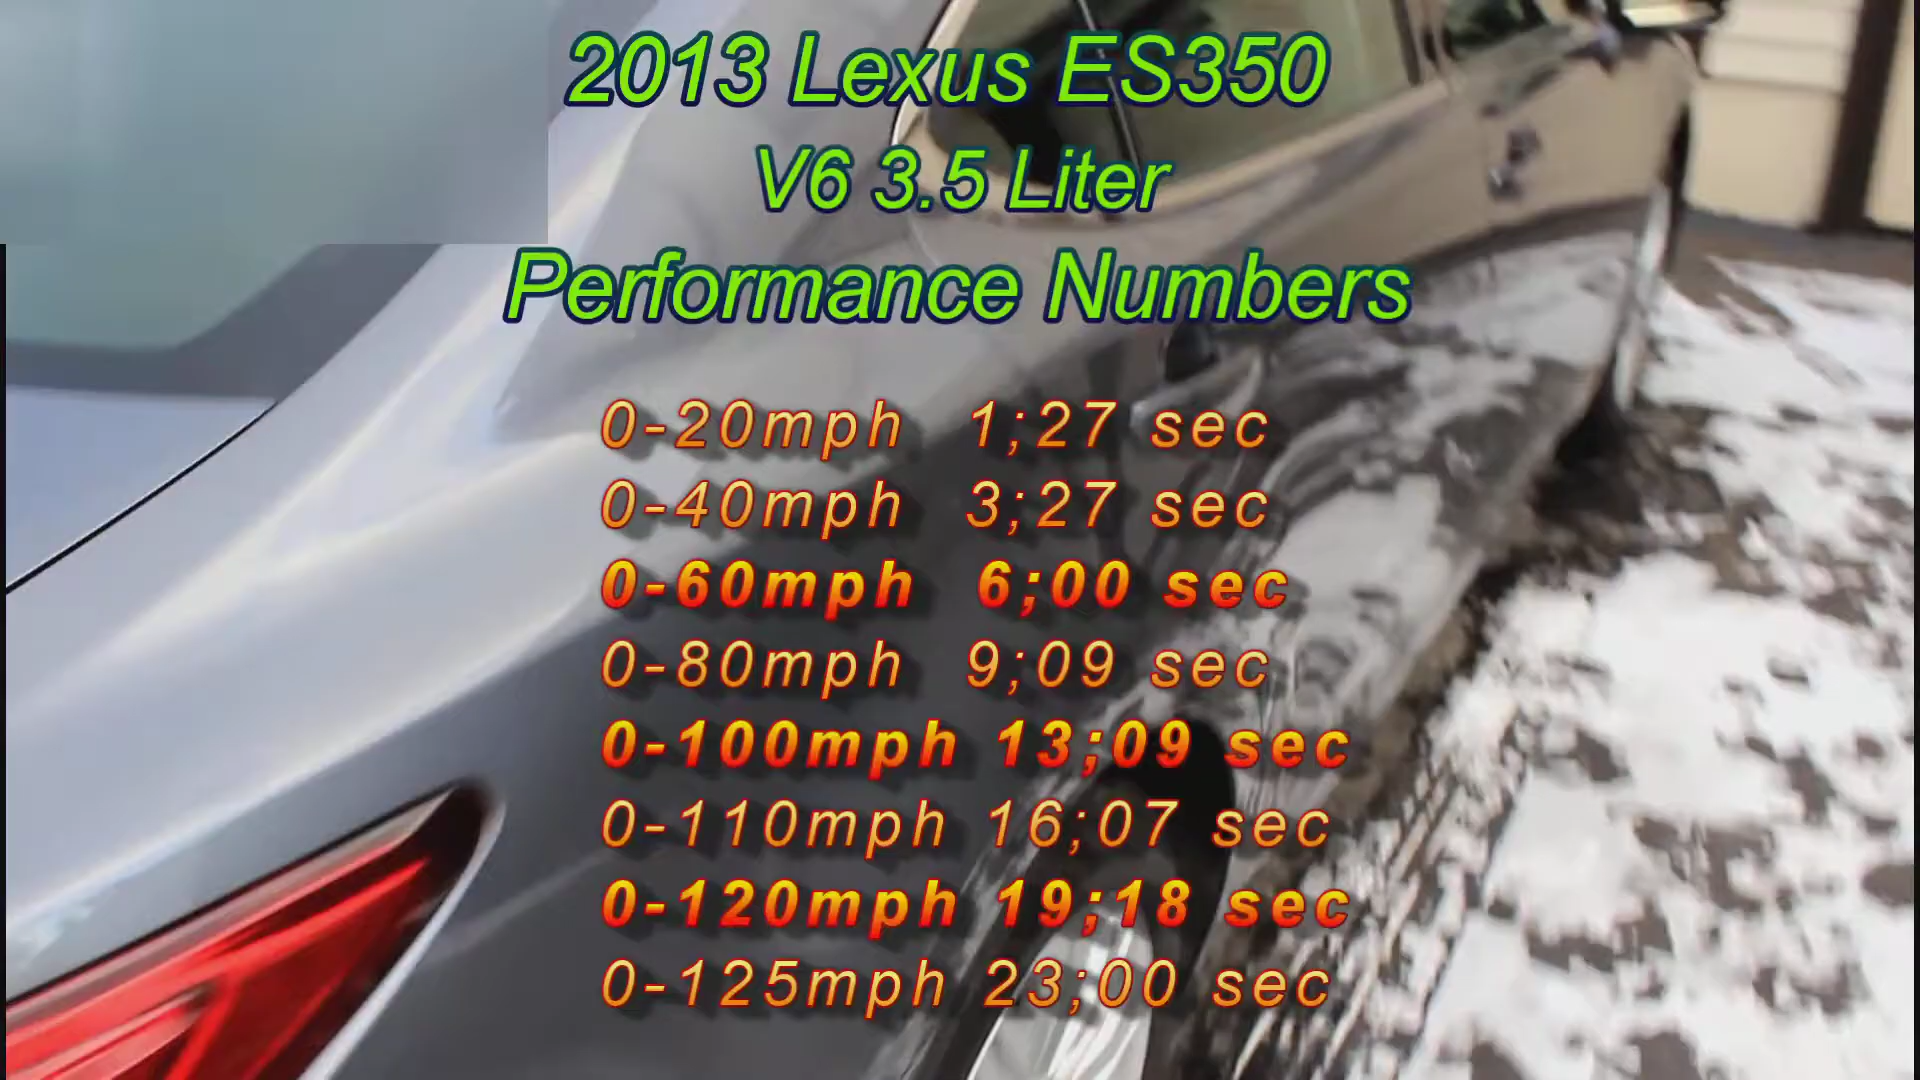 2013 Lexus ES350
V6 3.5 Liter
Performance Numbers
0-20mph 1;27 sec
0-40mph 3;27 sec
0-60mph 6;00 sec
0-80mph 9;09 sec
0-100mph 13;09 sec
0-110mph 16;07 sec
0-120mph 19;18 sec
0-125mph 23;00 sec